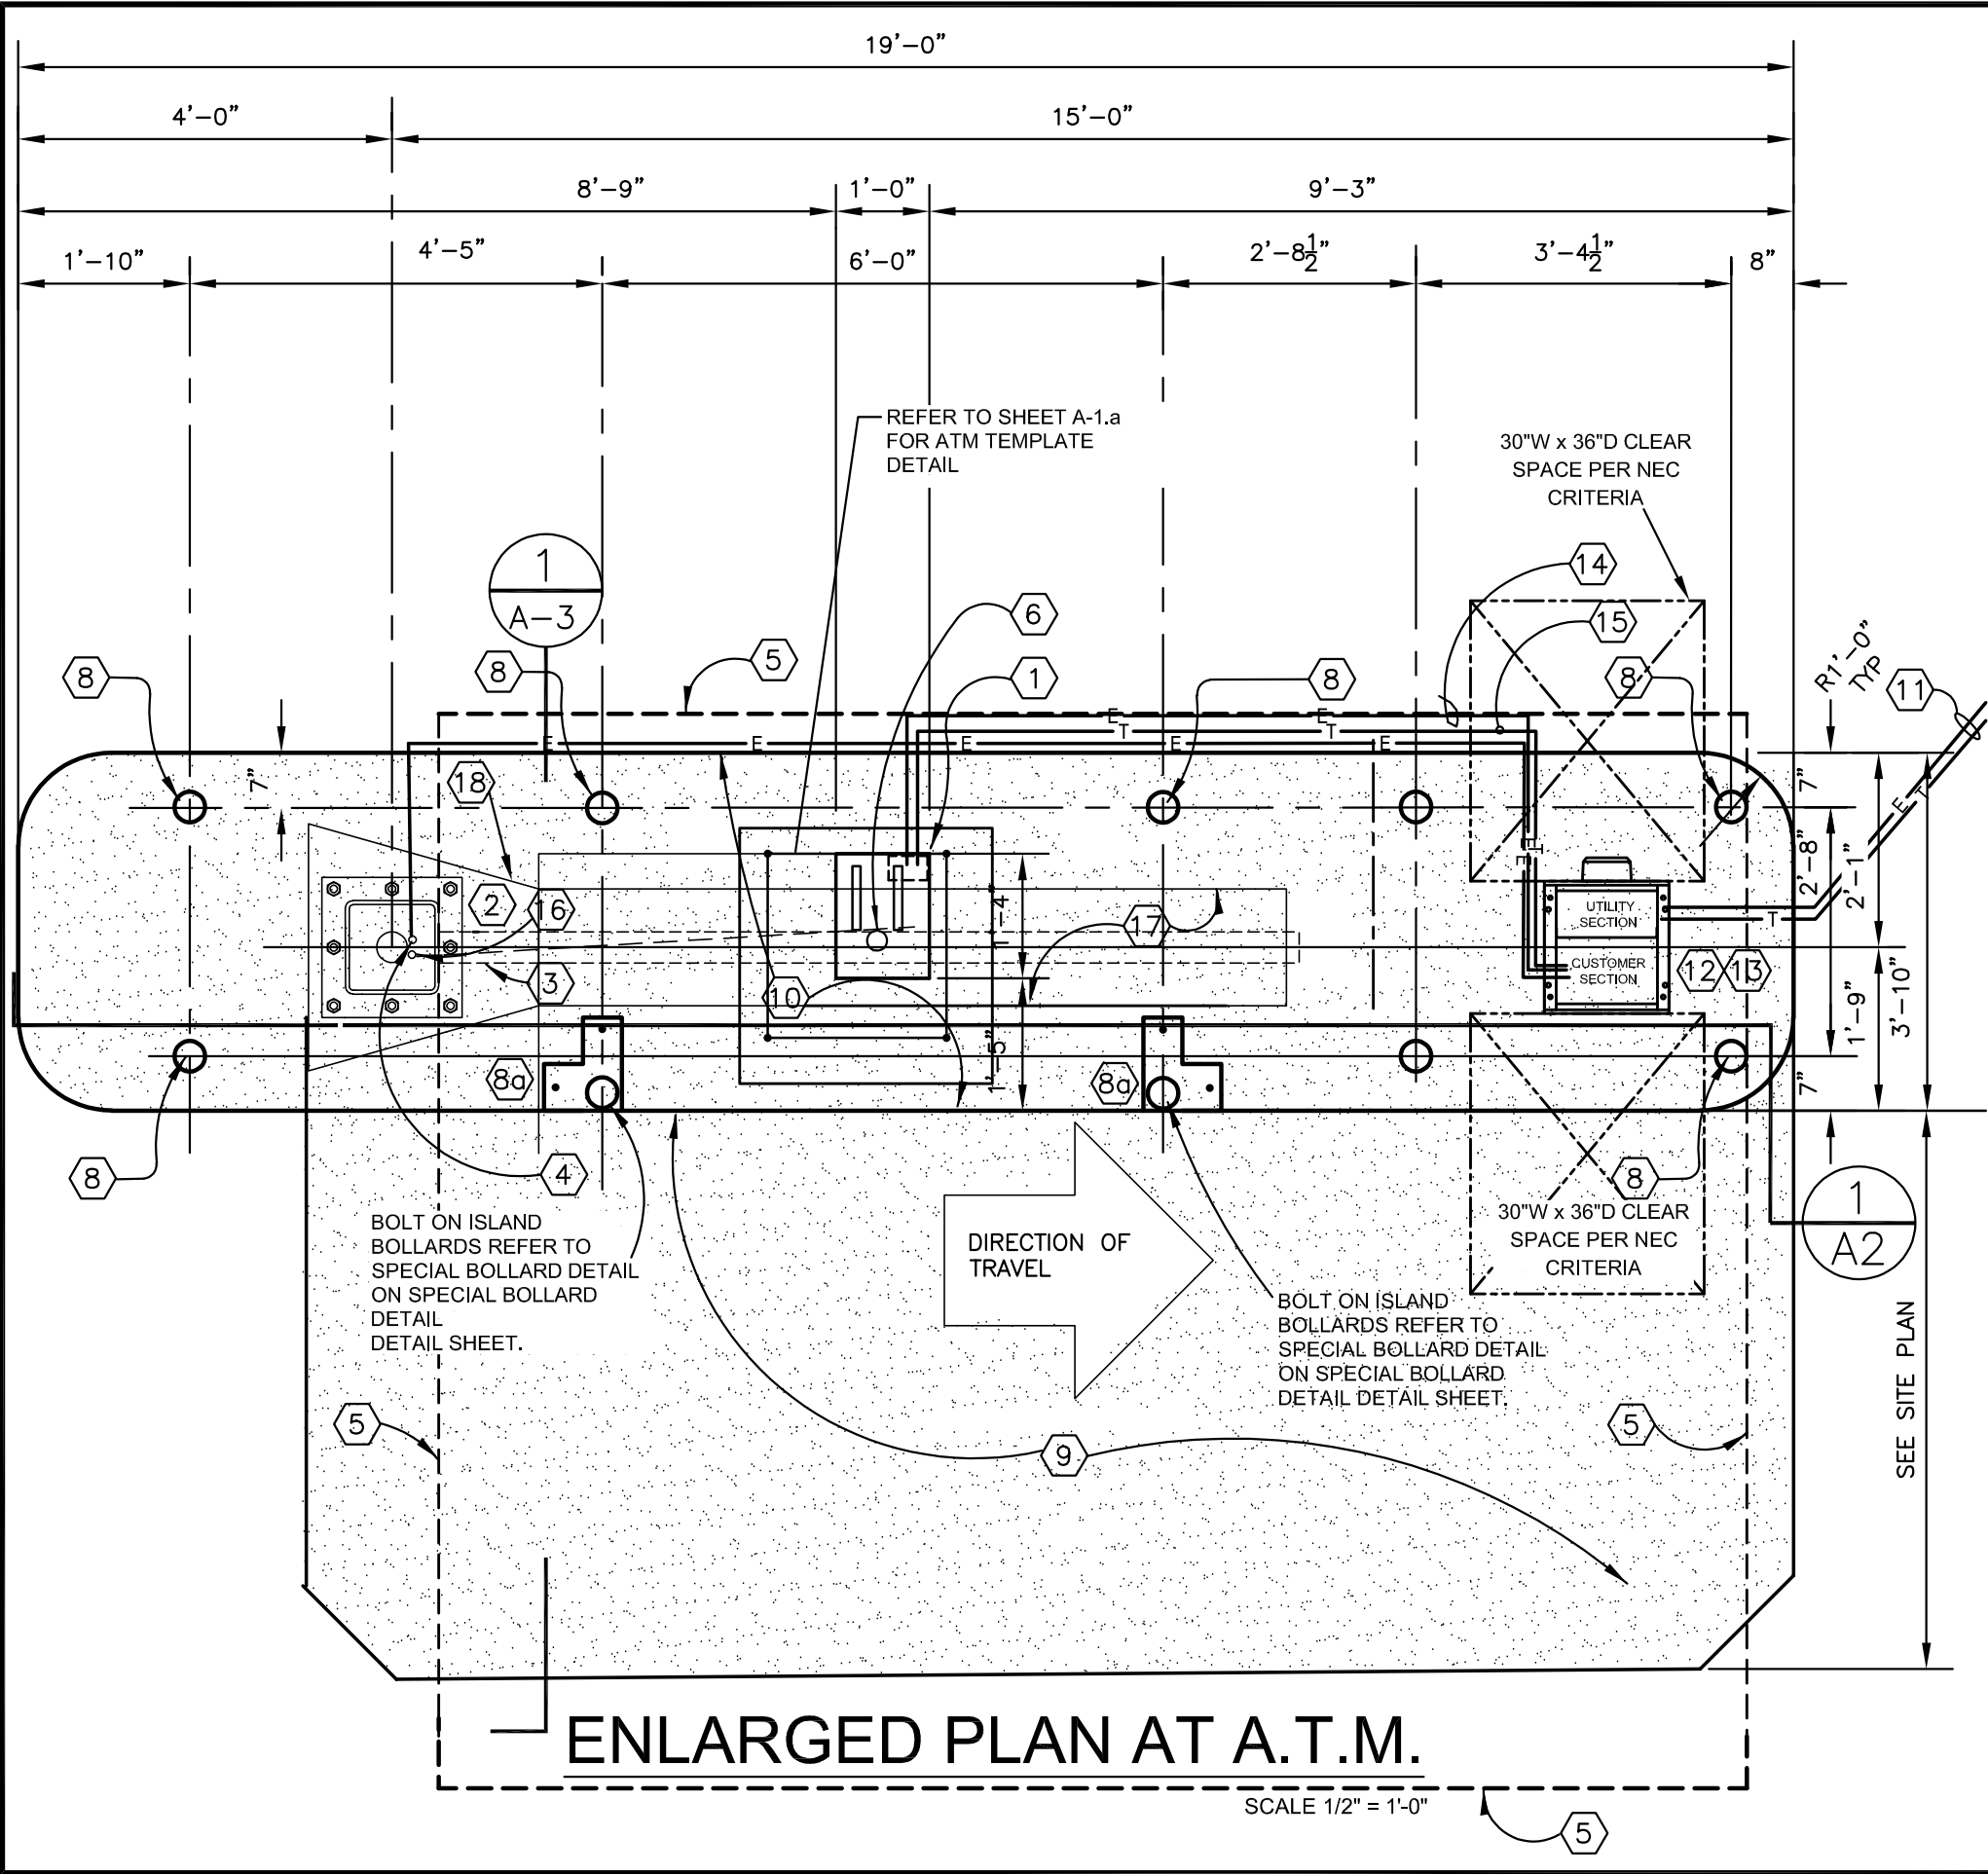 19'-0"
4'-0"
15'-0"
8'-9"
1'-0"
9'-3"
1'-10"
4'-5"
6'-0"
2'-8½"
3'-4½"
8"
REFER TO SHEET A-1.a
FOR ATM TEMPLATE
DETAIL
30"W x 36"D CLEAR
SPACE PER NEC
CRITERIA
1
A-3
14
6
15
R1'-0"
TYP
8
8
5
1
8
8
11
E
E
T
T
E
E
E
E
E
7"
18
7"
E
T
2'-8"
2'-1"
E
T
E
2
16
1'-4"
17
UTILITY
SECTION
T
3
10
CUSTOMER
SECTION
12
13
1'-9"
3'-10"
1'-5"
8a
8a
7"
8
4
8
1
A2
BOLT ON ISLAND
BOLLARDS REFER TO
SPECIAL BOLLARD DETAIL
ON SPECIAL BOLLARD
DETAIL
DETAIL SHEET.
DIRECTION OF
TRAVEL
30"W x 36"D CLEAR
SPACE PER NEC
CRITERIA
BOLT ON ISLAND
BOLLARDS REFER TO
SPECIAL BOLLARD DETAIL
ON SPECIAL BOLLARD
DETAIL DETAIL SHEET.
SEE SITE PLAN
5
9
5
ENLARGED PLAN AT A.T.M.
SCALE 1/2" = 1'-0"
5